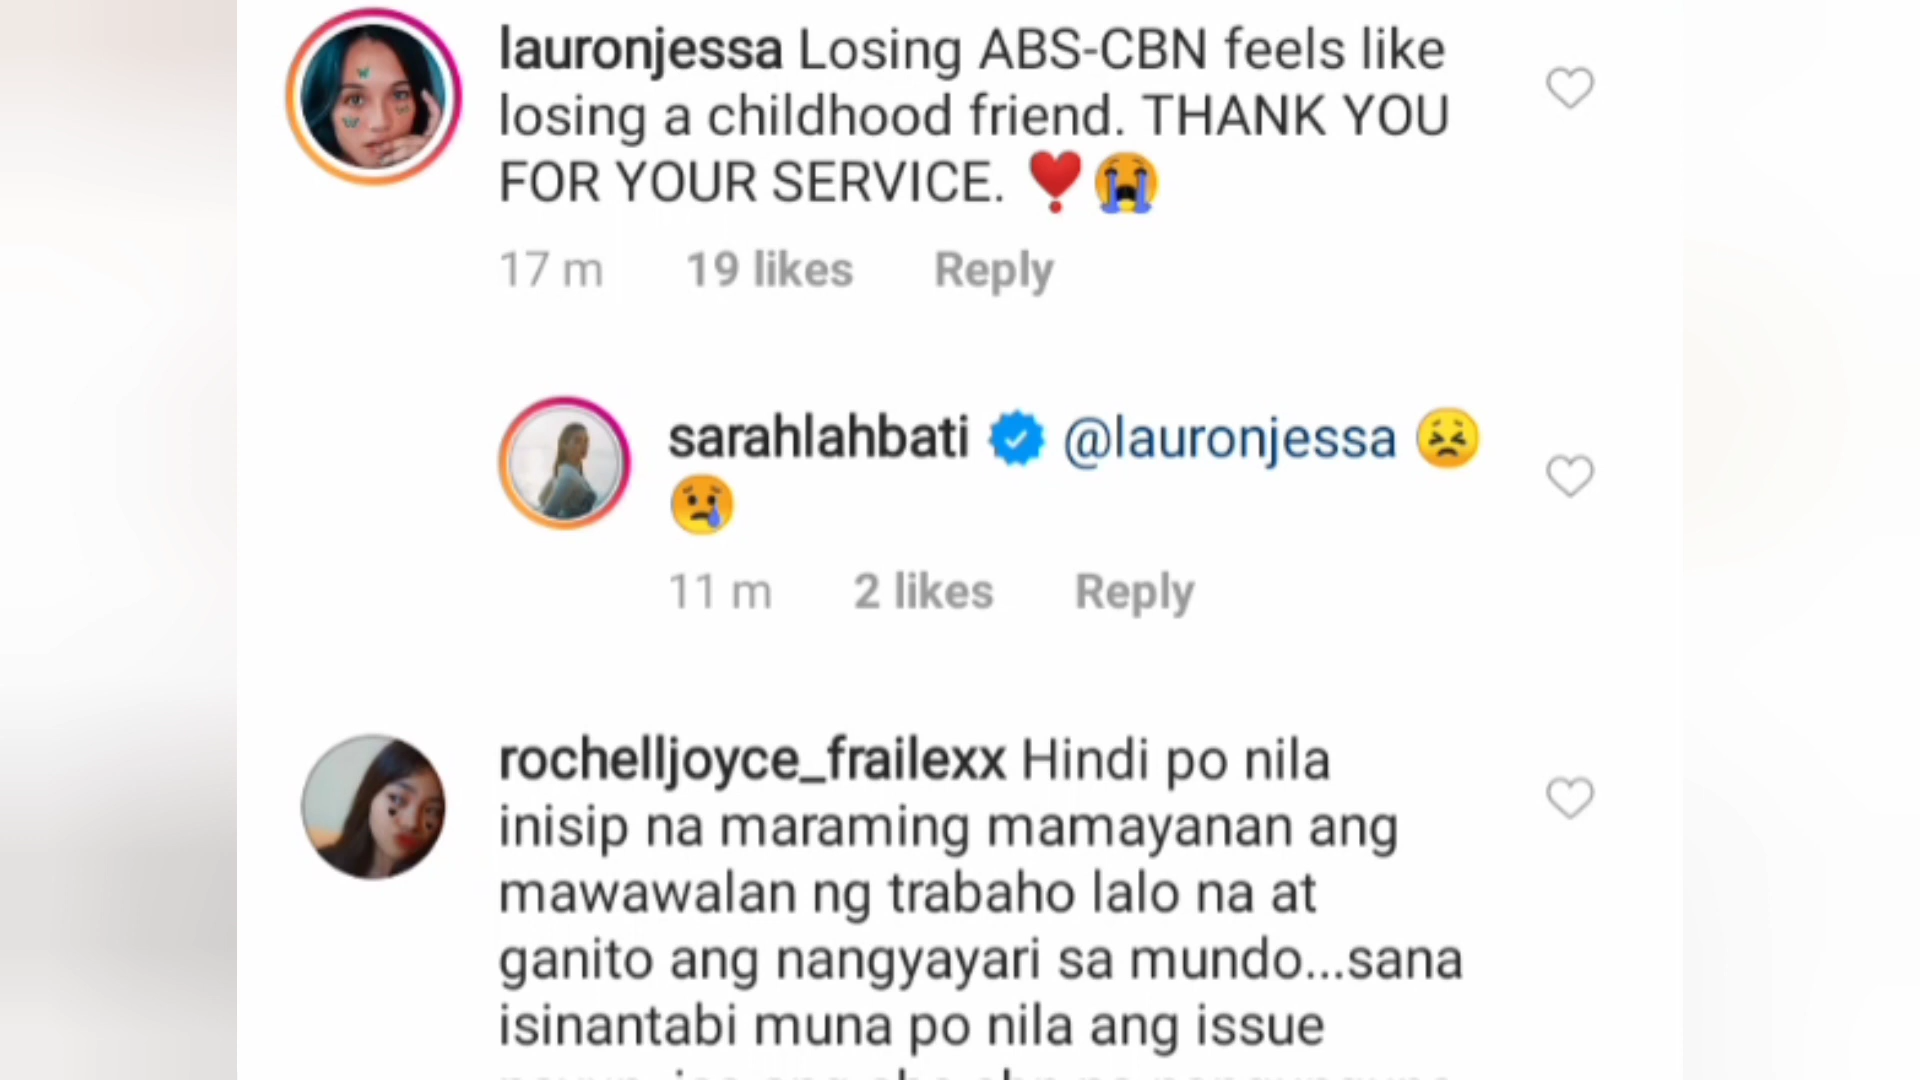 lauronjessa Losing ABS-CBN feels like
losing a childhood friend. THANK YOU
FOR YOUR SERVICE. ❣️😭
17 m 19 likes Reply
sarahlahbati @lauronjessa 😣
😢
11 m 2 likes Reply
rochelljoyce_frailexx Hindi po nila
inisip na maraming mamayanan ang
mawawalan ng trabaho lalo na at
ganito ang nangyayari sa mundo...sana
isinantabi muna po nila ang issue